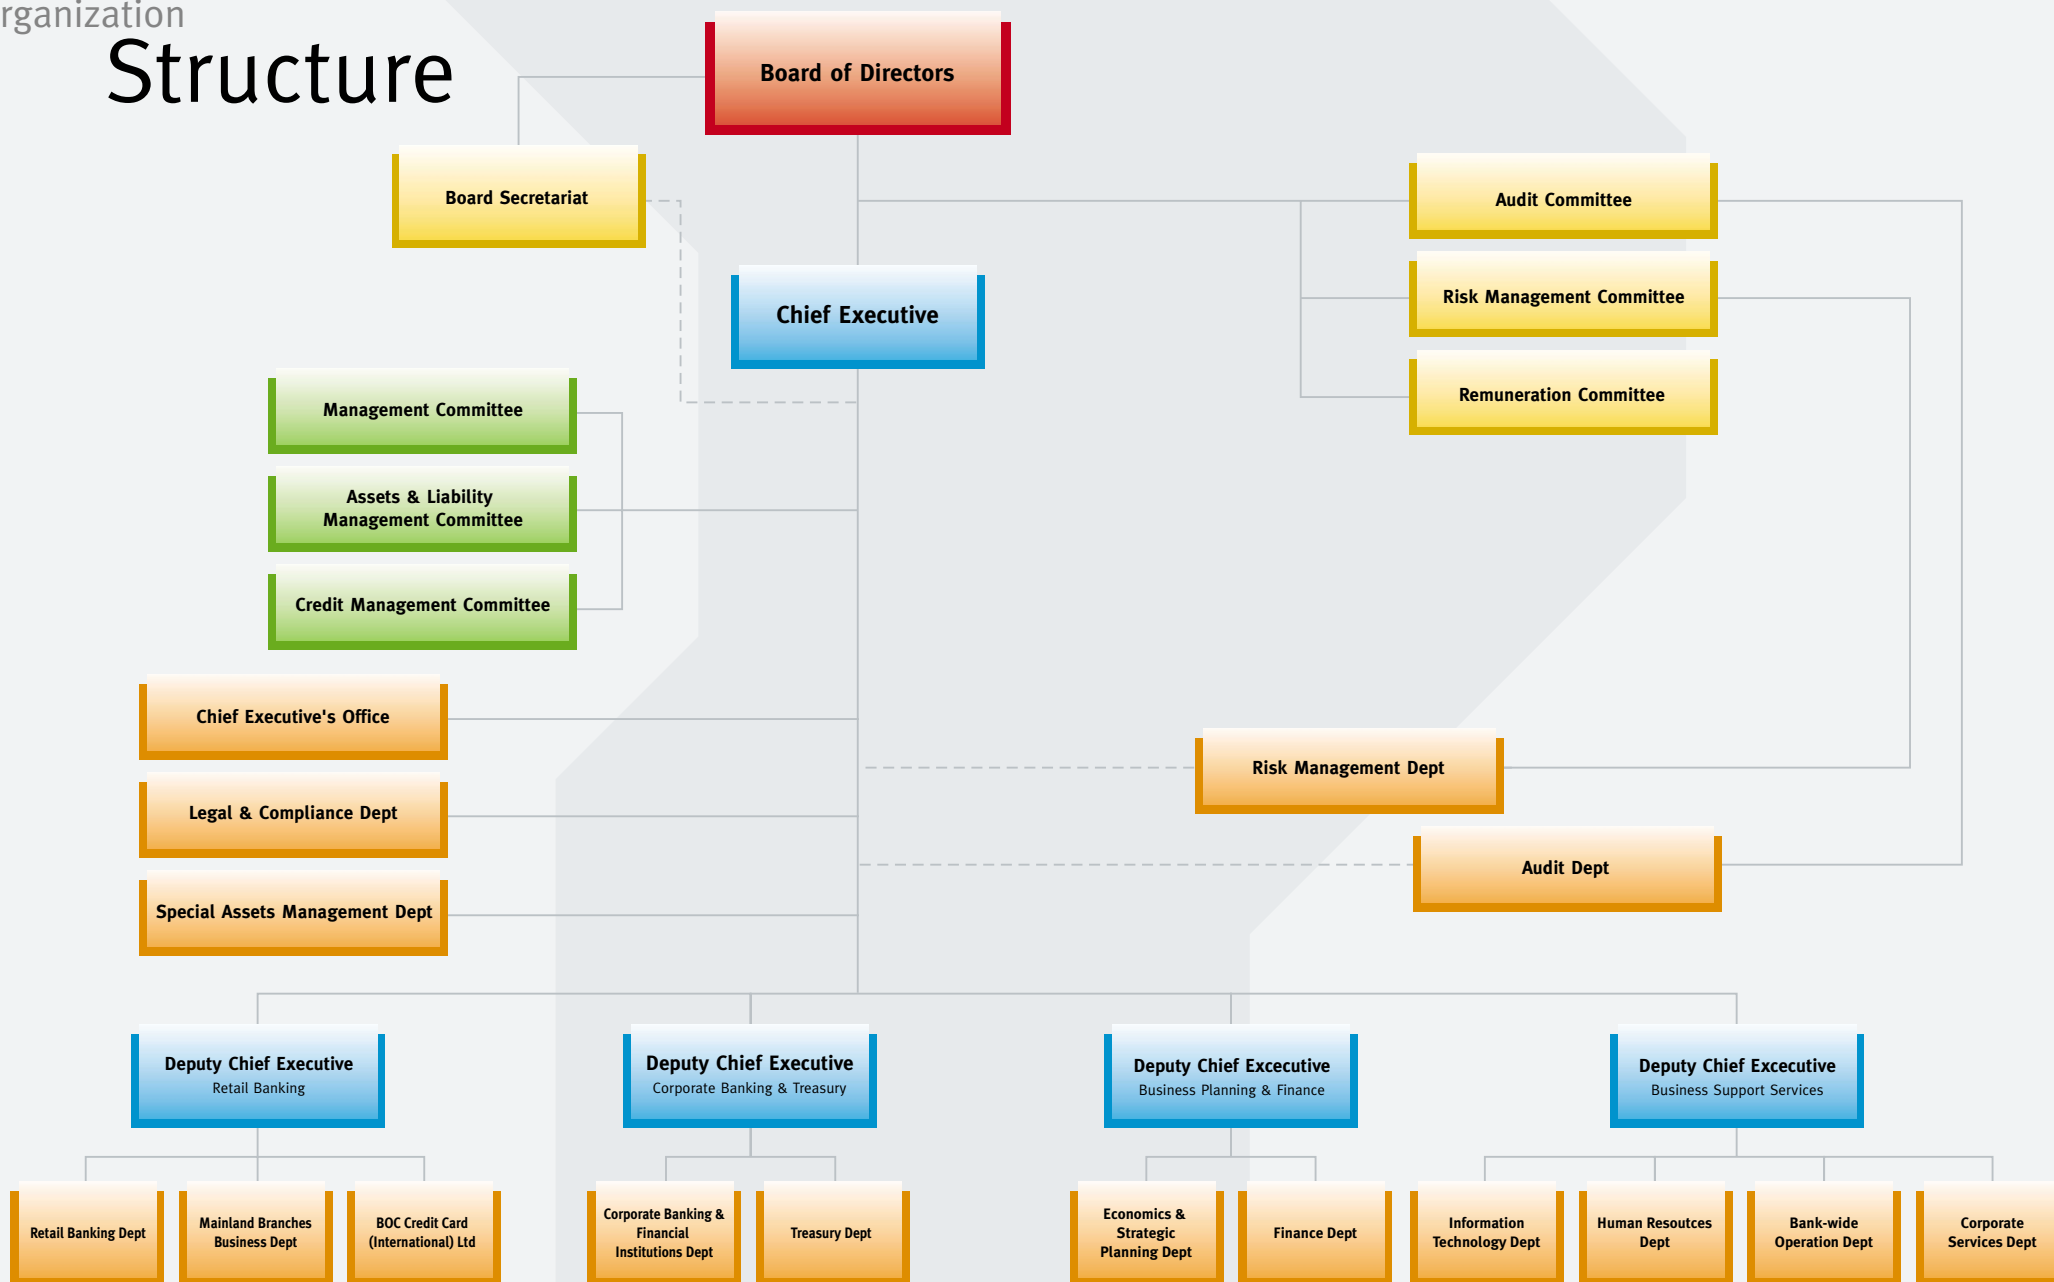 rganization
Structure
Board of Directors
Board Secretariat
Audit Committee
Risk Management Committee
Chief Executive
Remuneration Committee
Management Committee
Assets & Liability
Management Committee
Credit Management Committee
Chief Executive's Office
Risk Management Dept
Legal & Compliance Dept
Audit Dept
Special Assets Management Dept
Deputy Chief Executive
Retail Banking
Deputy Chief Executive
Corporate Banking & Treasury
Deputy Chief Excecutive
Business Planning & Finance
Deputy Chief Excecutive
Business Support Services
Retail Banking Dept
Mainland Branches
Business Dept
BOC Credit Card
(International) Ltd
Corporate Banking &
Financial
Institutions Dept
Treasury Dept
Economics &
Strategic
Planning Dept
Finance Dept
Information
Technology Dept
Human Resoutces
Dept
Bank-wide
Operation Dept
Corporate
Services Dept